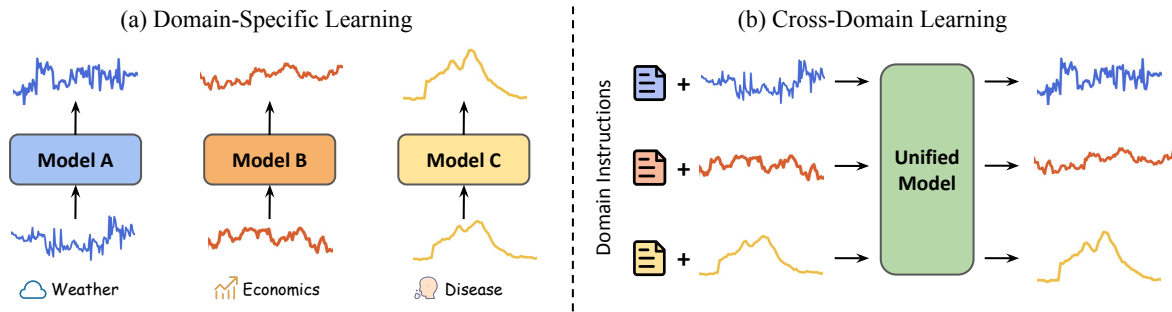 (a) Domain-Specific Learning
Model A
Model B
Model C
Weather
Economics
Disease
(b) Cross-Domain Learning
Domain Instructions
+
+
+
Unified
Model